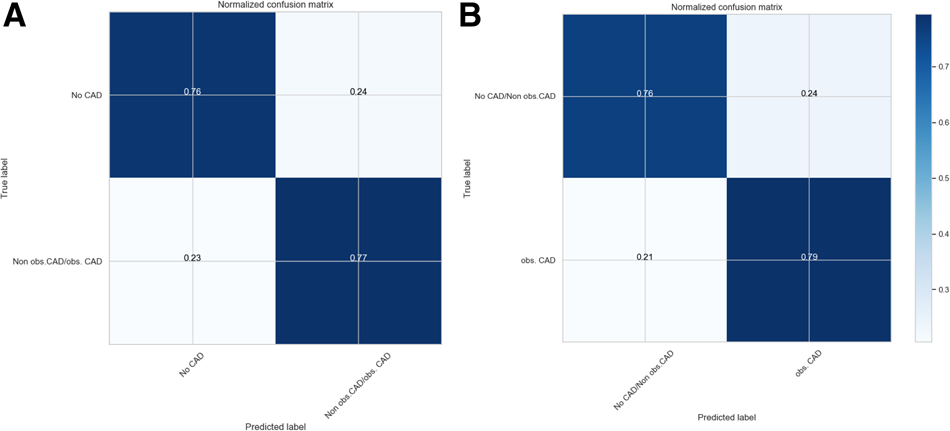 A
Normalized confusion matrix
True label
No CAD
0.76
0.24
Non obs.CAD/obs. CAD
0.23
0.77
No CAD
Non obs.CAD/obs. CAD
Predicted label
B
Normalized confusion matrix
True label
No CAD/Non obs.CAD
0.76
0.24
obs. CAD
0.21
0.79
No CAD/Non obs.CAD
obs. CAD
Predicted label
0.7
0.6
0.5
0.4
0.3